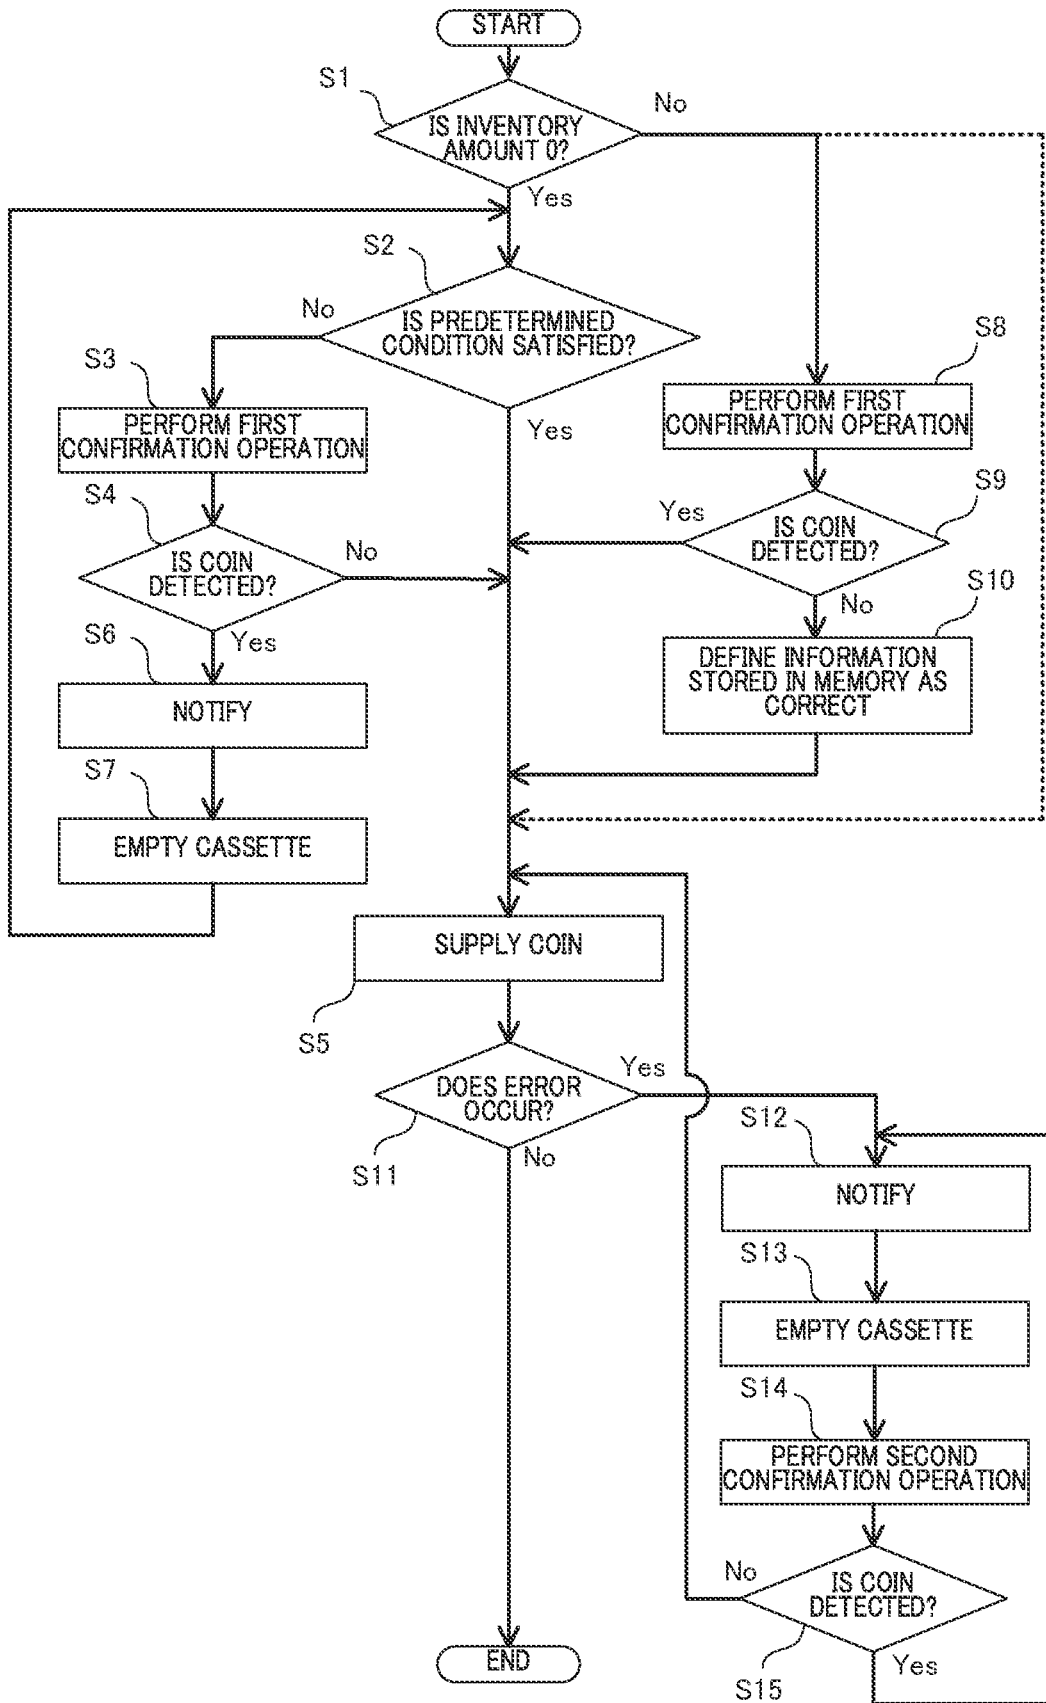 START
S1
No
IS INVENTORY
AMOUNT 0?
Yes
S2
No
IS PREDETERMINED
CONDITION SATISFIED?
Yes
S3
PERFORM FIRST
CONFIRMATION OPERATION
S8
PERFORM FIRST
CONFIRMATION OPERATION
S4
IS COIN
DETECTED?
No
Yes
S9
Yes
IS COIN
DETECTED?
No
S10
DEFINE INFORMATION
STORED IN MEMORY AS
CORRECT
S6
NOTIFY
S7
EMPTY CASSETTE
SUPPLY COIN
S5
DOES ERROR
OCCUR?
Yes
S11
No
S12
NOTIFY
S13
EMPTY CASSETTE
S14
PERFORM SECOND
CONFIRMATION OPERATION
No
IS COIN
DETECTED?
S15
Yes
END